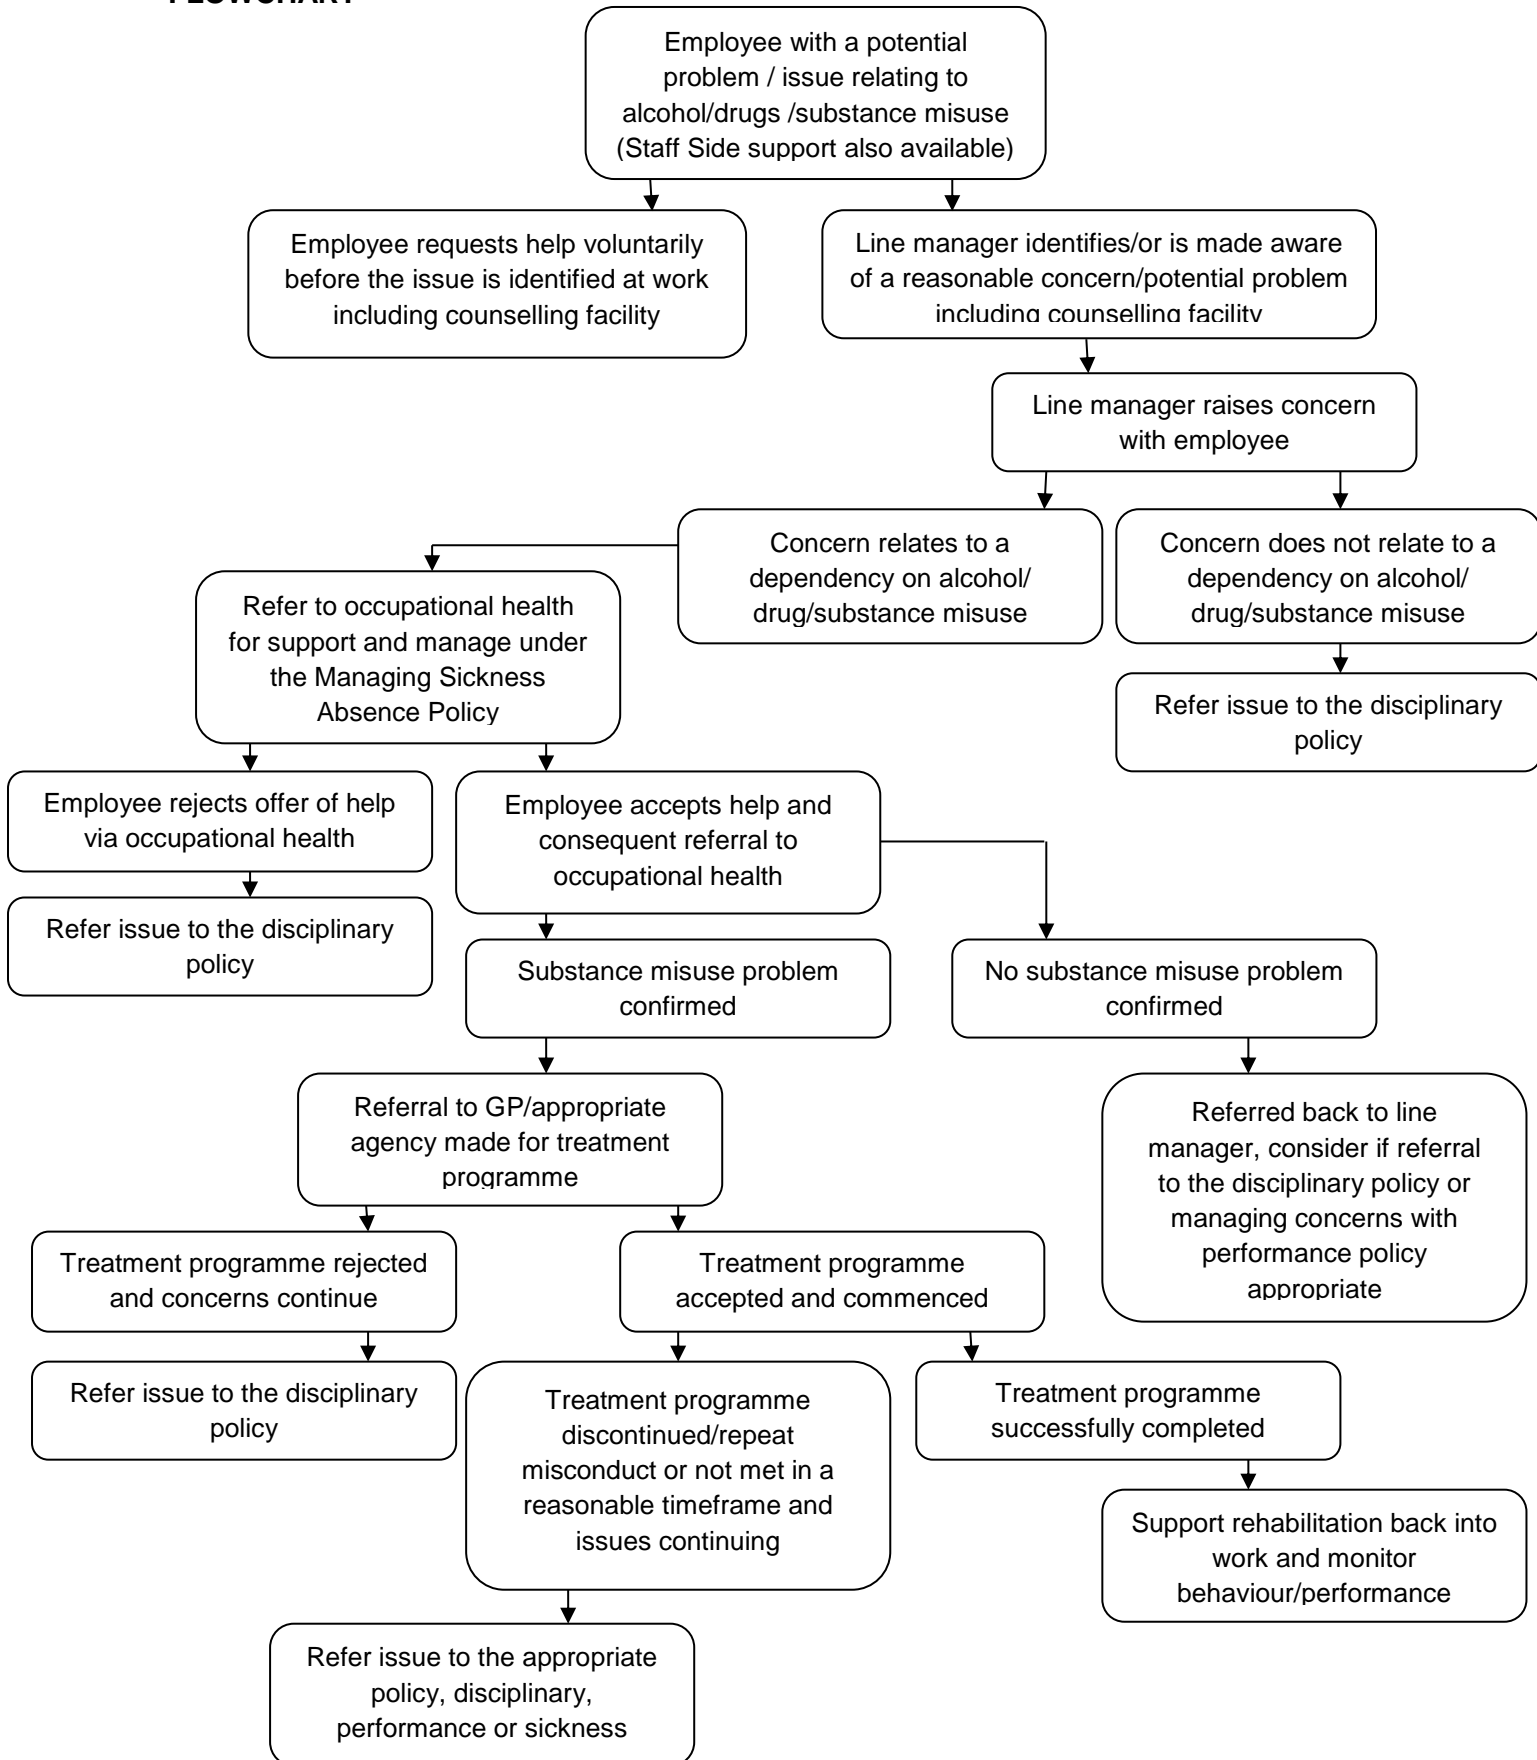 FLOWCHART
Employee with a potential
problem / issue relating to
alcohol/drugs /substance misuse
(Staff Side support also available)
Employee requests help voluntarily
before the issue is identified at work
including counselling facility
Line manager identifies/or is made aware
of a reasonable concern/potential problem
including counselling facility
Line manager raises concern
with employee
Concern relates to a
dependency on alcohol/
drug/substance misuse
Concern does not relate to a
dependency on alcohol/
drug/substance misuse
Refer to occupational health
for support and manage under
the Managing Sickness
Absence Policy
Refer issue to the disciplinary
policy
Employee rejects offer of help
via occupational health
Employee accepts help and
consequent referral to
occupational health
Refer issue to the disciplinary
policy
Substance misuse problem
confirmed
No substance misuse problem
confirmed
Referral to GP/appropriate
agency made for treatment
programme
Referred back to line
manager, consider if referral
to the disciplinary policy or
managing concerns with
performance policy
appropriate
Treatment programme rejected
and concerns continue
Treatment programme
accepted and commenced
Refer issue to the disciplinary
policy
Treatment programme
discontinued/repeat
misconduct or not met in a
reasonable timeframe and
issues continuing
Treatment programme
successfully completed
Support rehabilitation back into
work and monitor
behaviour/performance
Refer issue to the appropriate
policy, disciplinary,
performance or sickness